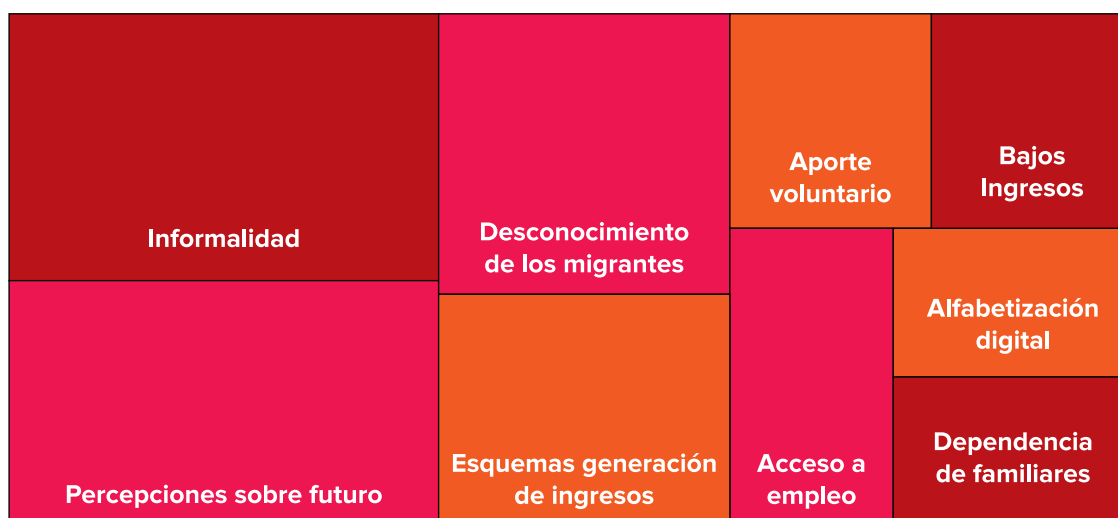 Informalidad
Percepciones sobre futuro
Desconocimiento
de los migrantes
Esquemas generación
de ingresos
Aporte
voluntario
Bajos
Ingresos
Acceso a
empleo
Alfabetización
digital
Dependencia
de familiares